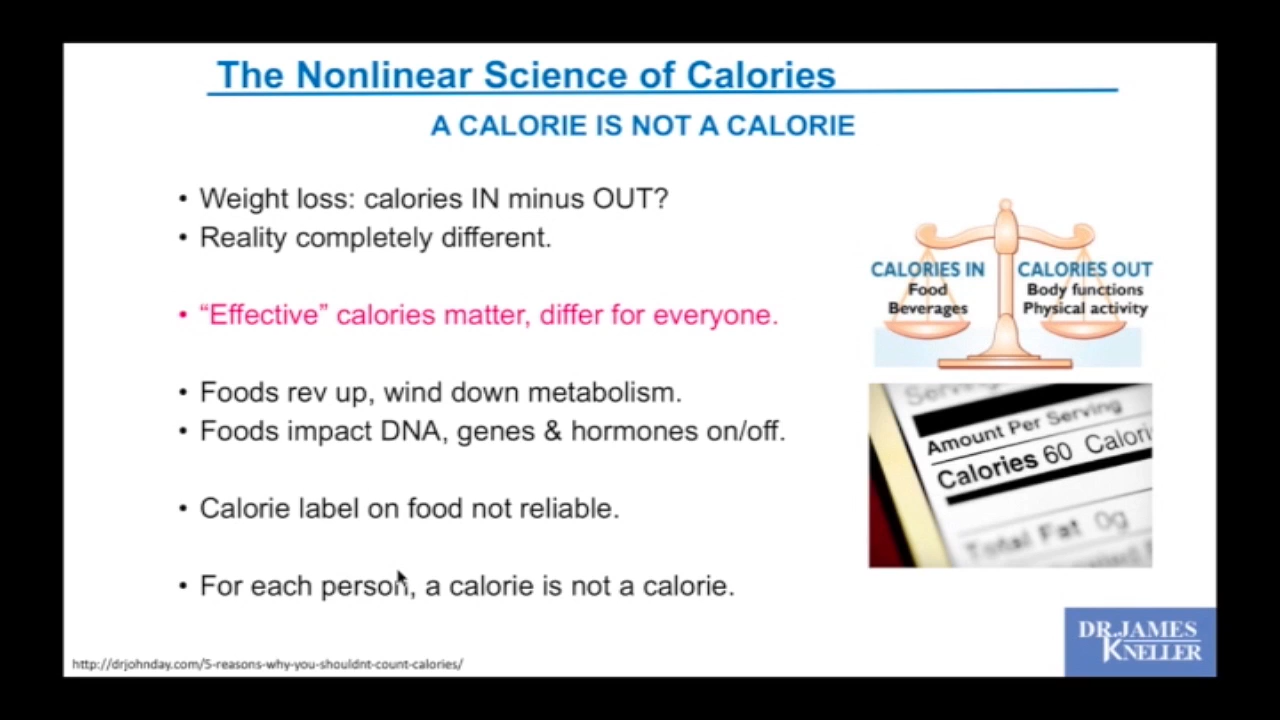 The Nonlinear Science of Calories
A CALORIE IS NOT A CALORIE
• Weight loss: calories IN minus OUT?
• Reality completely different.
• “Effective” calories matter, differ for everyone.
• Foods rev up, wind down metabolism.
• Foods impact DNA, genes & hormones on/off.
• Calorie label on food not reliable.
• For each person, a calorie is not a calorie.
CALORIES IN
Food
Beverages
CALORIES OUT
Body functions
Physical activity
Amount Per Serving
Calories 60 Calori
Total Fat 0g
http://drjohnday.com/5-reasons-why-you-shouldnt-count-calories/
DR.JAMES
KNELLER